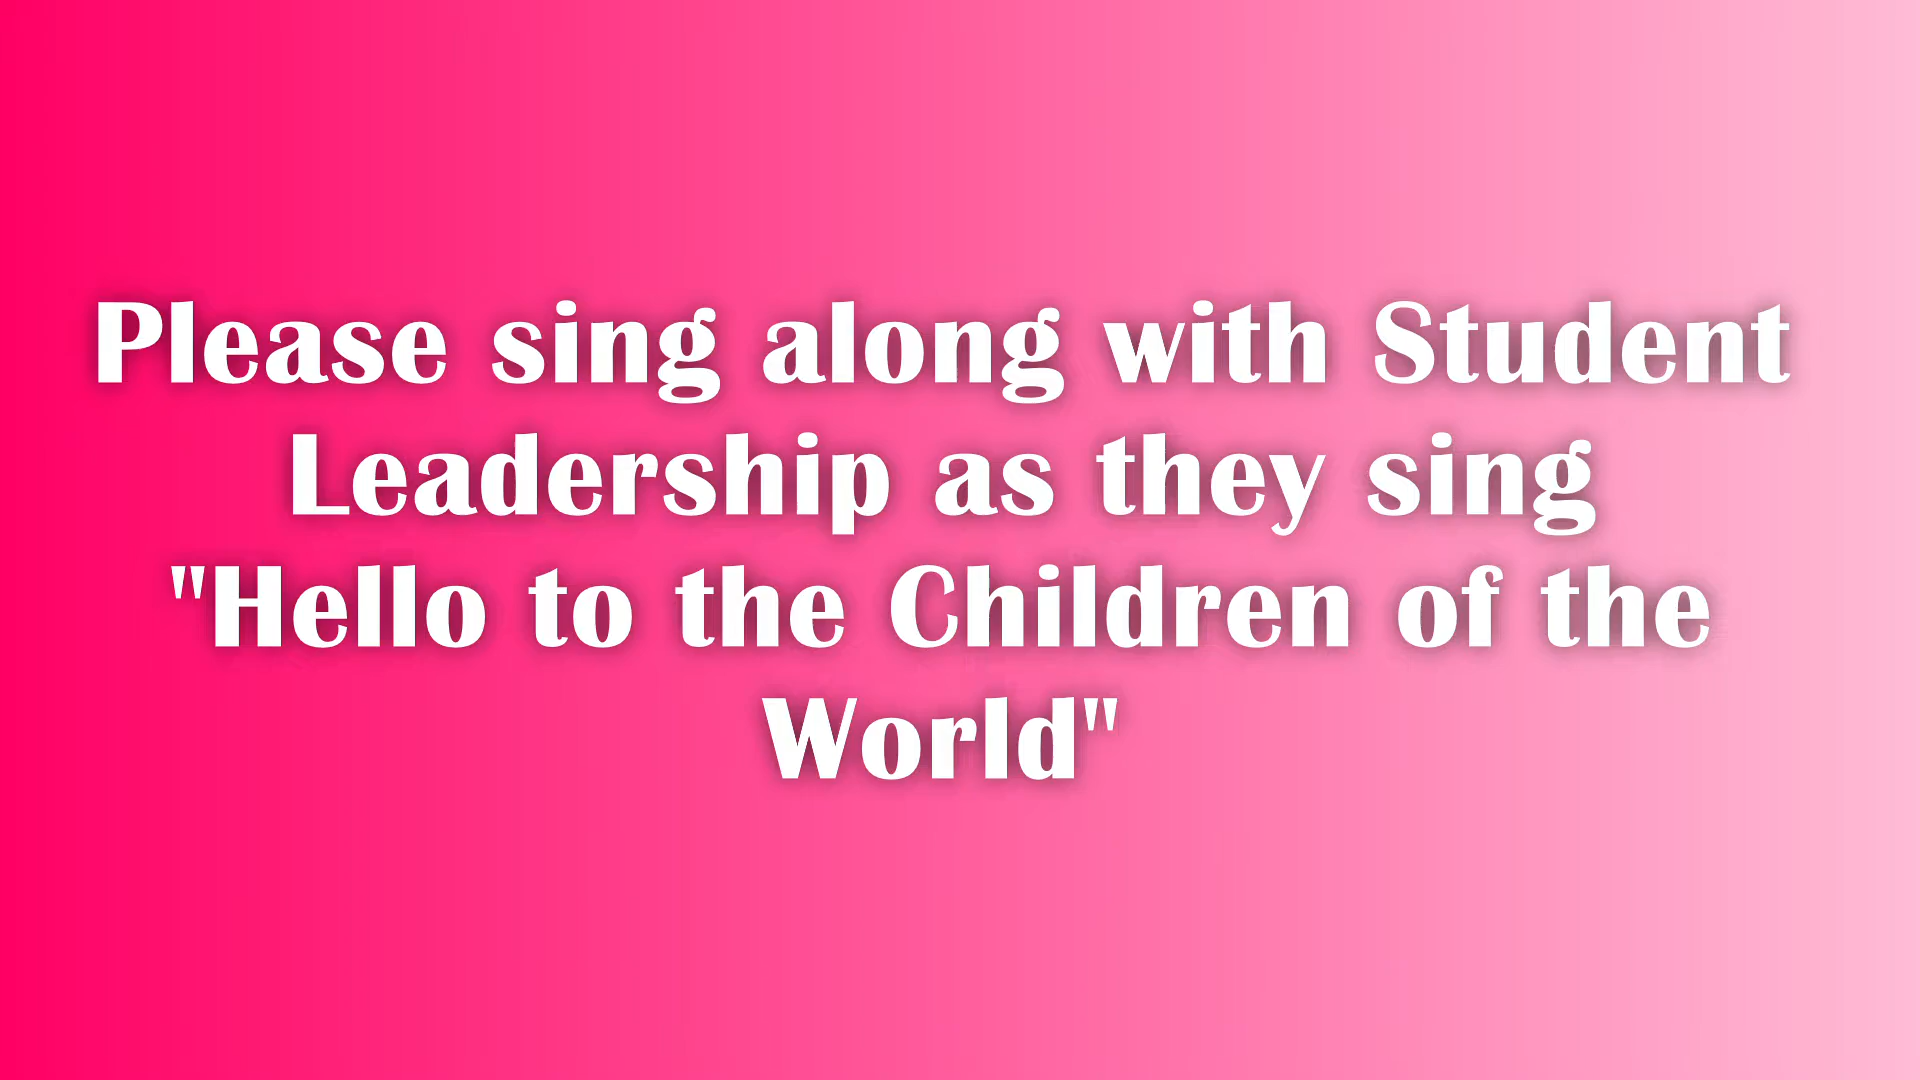 Please sing along with Student
Leadership as they sing
"Hello to the Children of the
World"